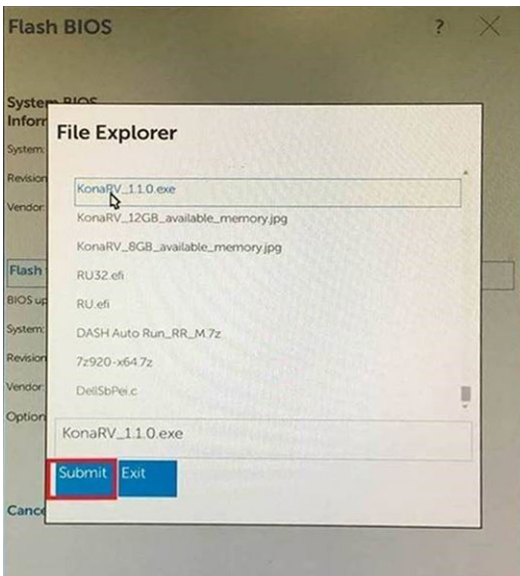 Flash BIOS ?
System BIOS
Inforr
System:
Revision
Vendor:
File Explorer
KonaRV_1.1.0.exe
KonaRV_12GB_available_memory.jpg
KonaRV_8GB_available_memory.jpg
RU32.efi
RU.efi
DASH Auto Run_RR_M.7z
7z920-x64.7z
DellSbPei.c
Flash
BIOS up
System:
Revision
Vendor:
Option
KonaRV_1.1.0.exe
Submit Exit
Cance